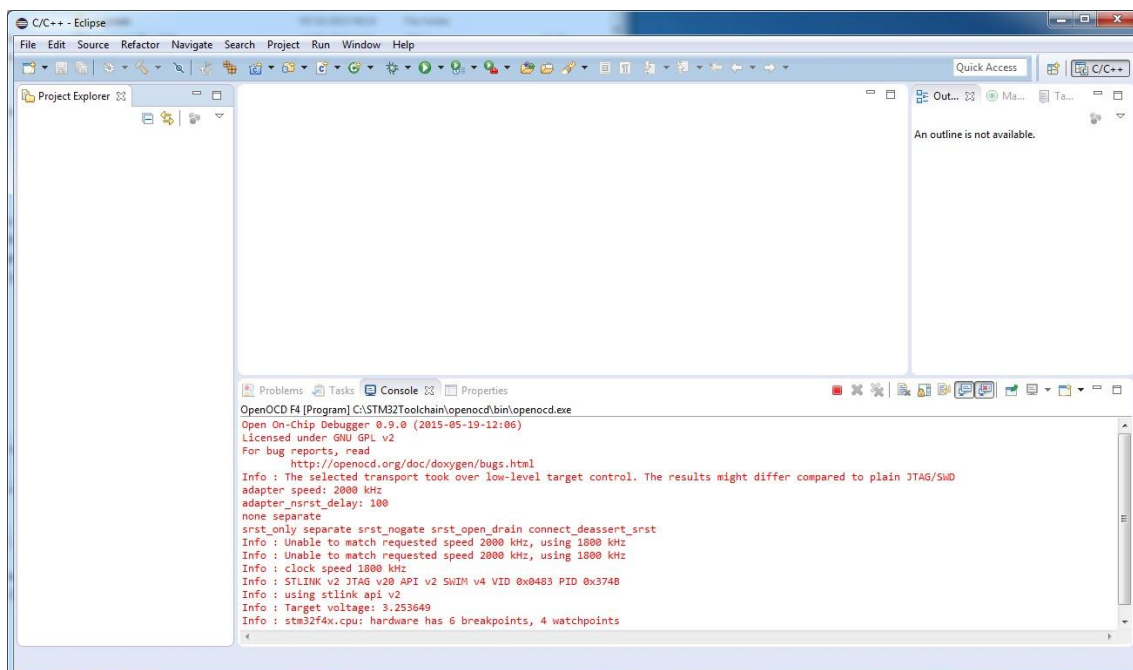 C/C++ - Eclipse
File Edit Source Refactor Navigate Search Project Run Window Help
Quick Access
C/C++
Project Explorer
Out...
Ma...
Ta...
An outline is not available.
Problems
Tasks
Console
Properties
OpenOCD F4 [Program] C:\STM32Toolchain\openocd\bin\openocd.exe
Open On-Chip Debugger 0.9.0 (2015-05-19-12:06)
Licensed under GNU GPL v2
For bug reports, read
http://openocd.org/doc/doxygen/bugs.html
Info : The selected transport took over low-level target control. The results might differ compared to plain JTAG/SWD
adapter speed: 2000 kHz
adapter_nsrst_delay: 100
none separate
srst_only separate srst_nogate srst_open_drain connect_deassert_srst
Info : Unable to match requested speed 2000 kHz, using 1800 kHz
Info : Unable to match requested speed 2000 kHz, using 1800 kHz
Info : clock speed 1800 kHz
Info : STLINK v2 JTAG v20 API v2 SWIM v4 VID 0x0483 PID 0x374B
Info : using stlink api v2
Info : Target voltage: 3.253649
Info : stm32f4x.cpu: hardware has 6 breakpoints, 4 watchpoints